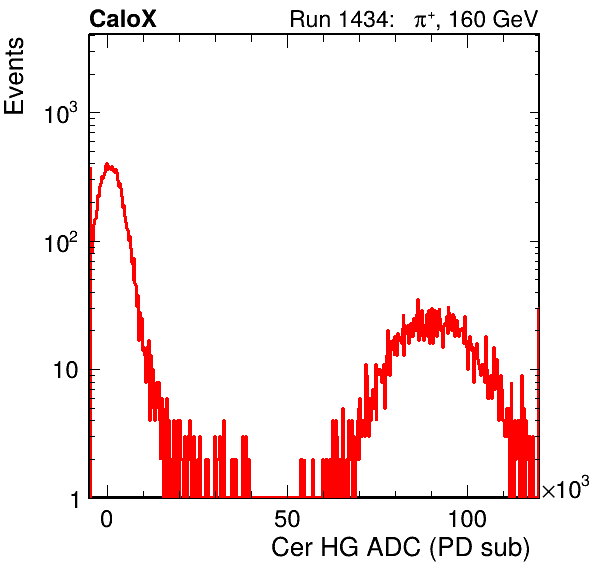 CaloX Run 1434: π⁺, 160 GeV
Events
10³
10²
10
1
0 50 100 ×10³
Cer HG ADC (PD sub)